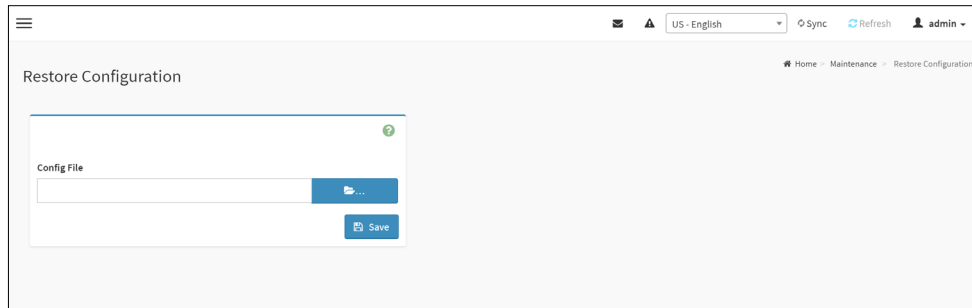 US - English Sync Refresh admin
Home > Maintenance > Restore Configuration
Restore Configuration
?
Config File
...
Save